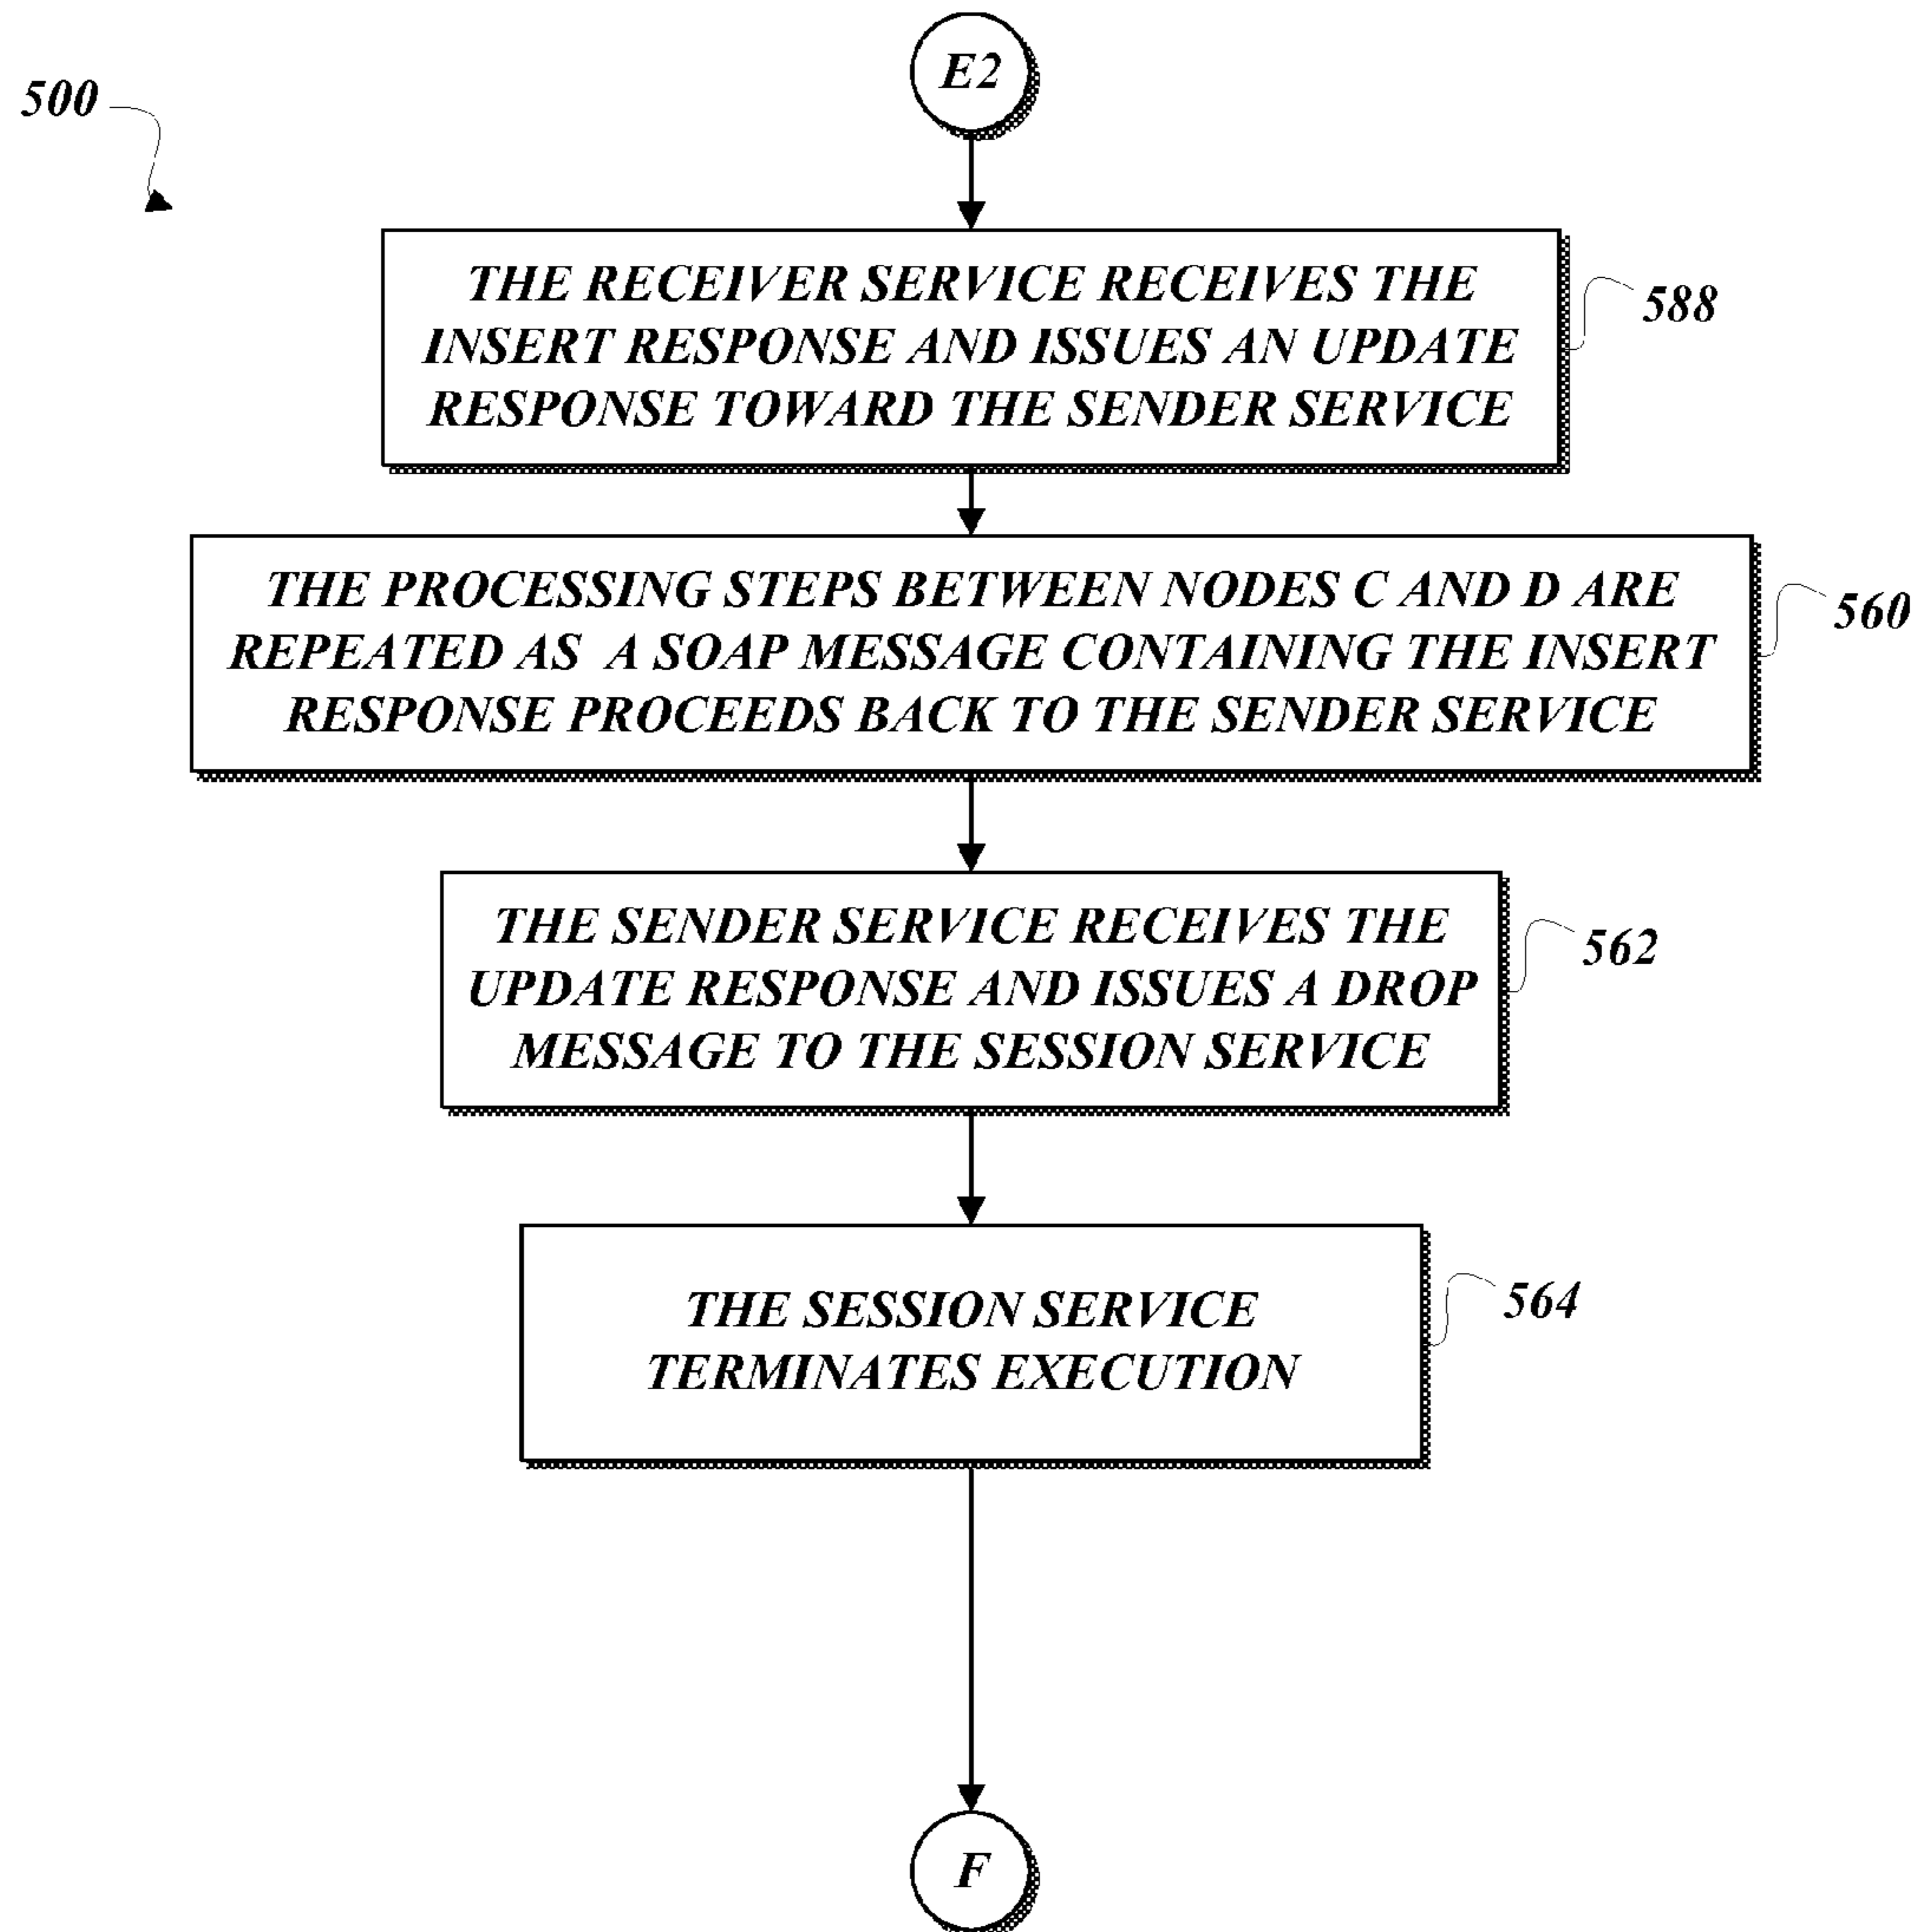 E2
500
THE RECEIVER SERVICE RECEIVES THE
INSERT RESPONSE AND ISSUES AN UPDATE
RESPONSE TOWARD THE SENDER SERVICE
588
THE PROCESSING STEPS BETWEEN NODES C AND D ARE
REPEATED AS A SOAP MESSAGE CONTAINING THE INSERT
RESPONSE PROCEEDS BACK TO THE SENDER SERVICE
560
THE SENDER SERVICE RECEIVES THE
UPDATE RESPONSE AND ISSUES A DROP
MESSAGE TO THE SESSION SERVICE
562
THE SESSION SERVICE
TERMINATES EXECUTION
564
F